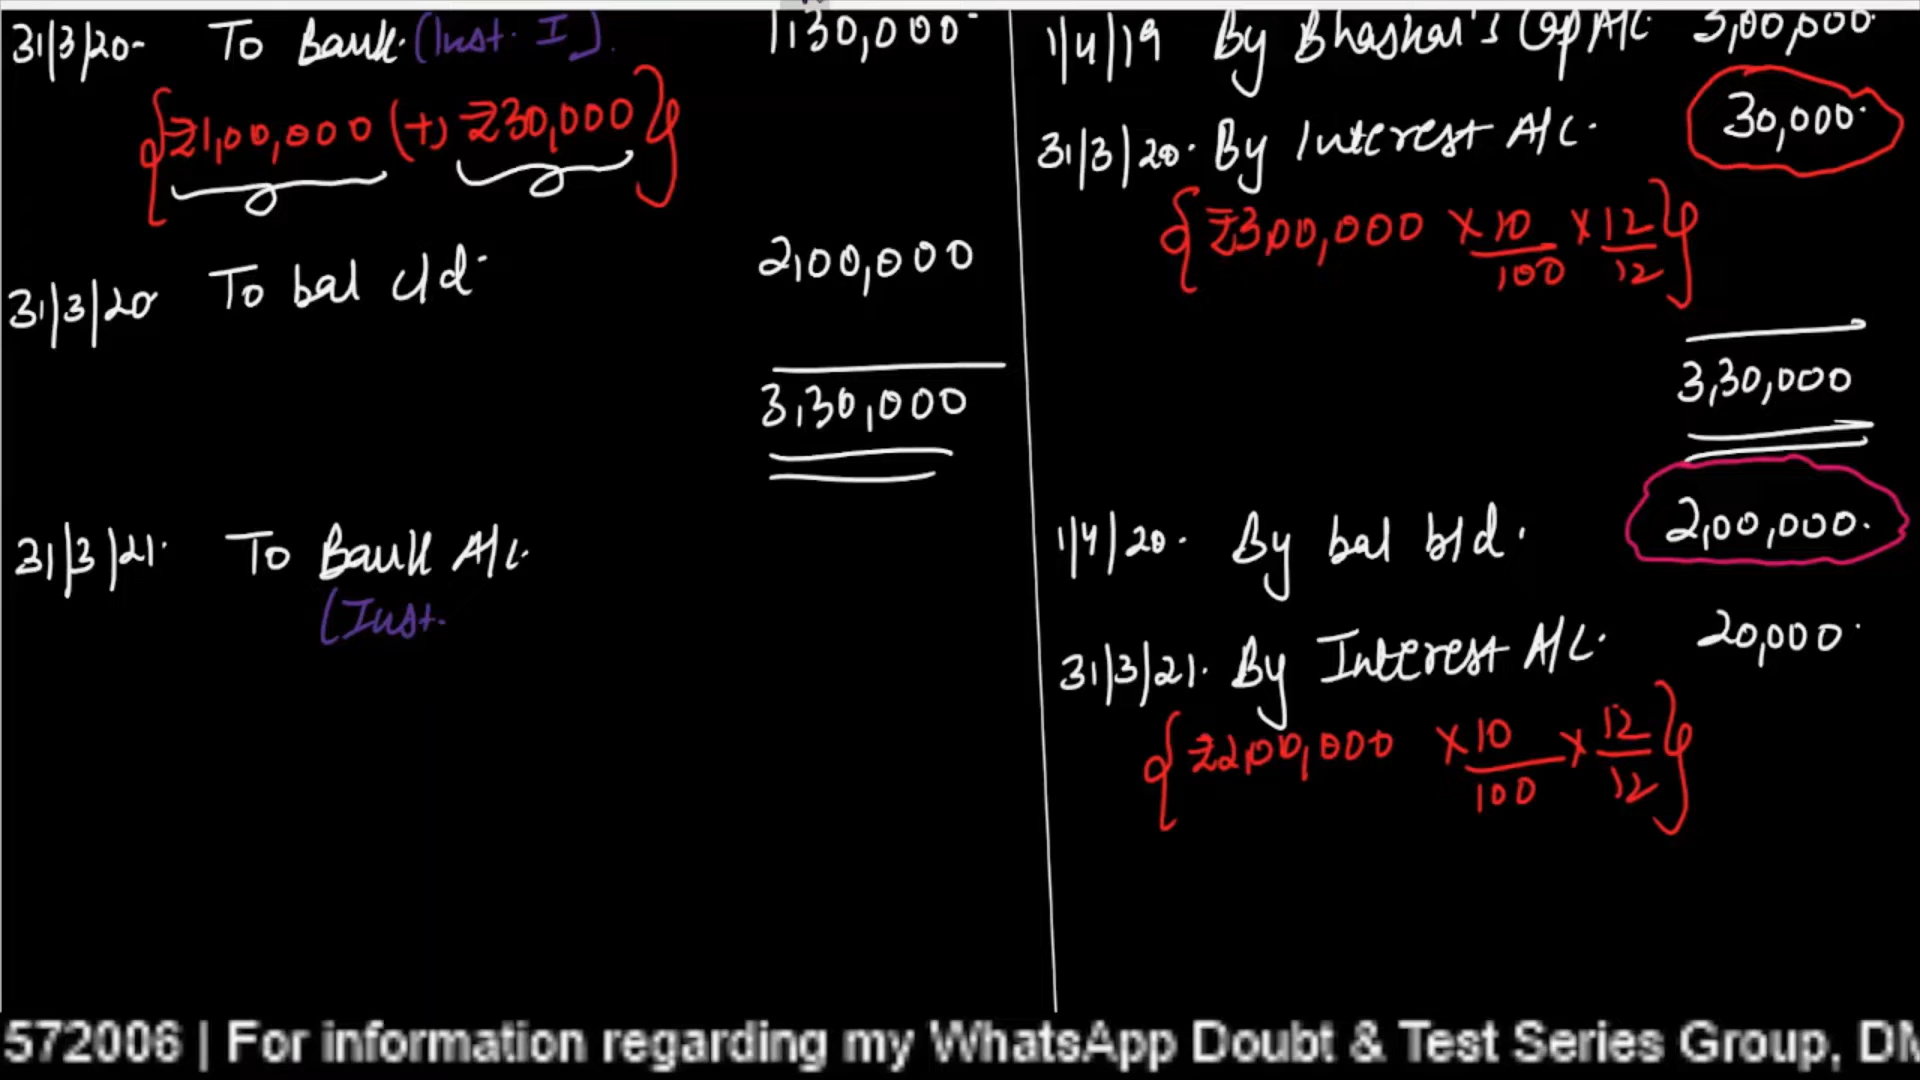 31/3/20 To Bank (Inst. I). 1,30,000
{₹1,00,000 (+) ₹30,000}
31/3/20 To bal c/d. 2,00,000
3,30,000
31/3/21. To Bank A/c.
(Inst.
1/4/19 By Bhaskar's Cap A/c 3,00,000.
31/3/20. By Interest A/c. 30,000.
{₹3,00,000 × 10/100 × 12/12}
3,30,000
1/4/20. By bal b/d. 2,00,000.
31/3/21. By Interest A/c. 20,000.
{₹2,00,000 × 10/100 × 12/12}
572006 | For information regarding my WhatsApp Doubt & Test Series Group, DM